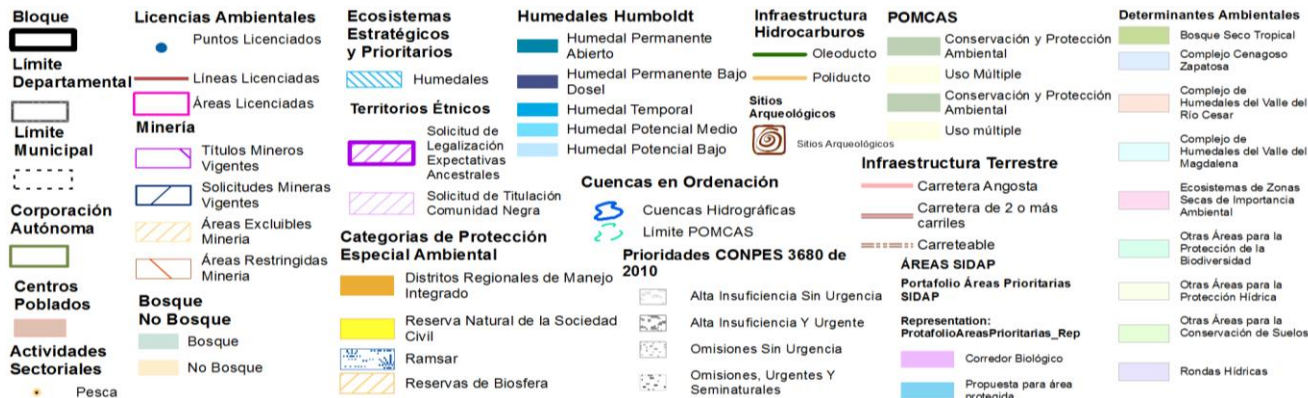 Bloque
Límite
Departamental
Límite
Municipal
Corporación
Autónoma
Centros
Poblados
Actividades
Sectoriales
Pesca
Licencias Ambientales
Puntos Licenciados
Líneas Licenciadas
Áreas Licenciadas
Minería
Títulos Mineros
Vigentes
Solicitudes Mineras
Vigentes
Áreas Excluibles
Mineria
Áreas Restringidas
Mineria
Bosque
No Bosque
Bosque
No Bosque
Ecosistemas
Estratégicos
y Prioritarios
Humedales
Territorios Étnicos
Solicitud de
Legalización
Expectativas
Ancestrales
Solicitud de Titulación
Comunidad Negra
Categorias de Protección
Especial Ambiental
Distritos Regionales de Manejo
Integrado
Reserva Natural de la Sociedad
Civil
Ramsar
Reservas de Biosfera
Humedales Humboldt
Humedal Permanente
Abierto
Humedal Permanente Bajo
Dosel
Humedal Temporal
Humedal Potencial Medio
Humedal Potencial Bajo
Cuencas en Ordenación
Cuencas Hidrográficas
Límite POMCAS
Prioridades CONPES 3680 de
2010
Alta Insuficiencia Sin Urgencia
Alta Insuficiencia Y Urgente
Omisiones Sin Urgencia
Omisiones, Urgentes Y
Seminaturales
Infraestructura
Hidrocarburos
Oleoducto
Poliducto
Sitios
Arqueológicos
Sitios Arqueológicos
POMCAS
Conservación y Protección
Ambiental
Uso Múltiple
Conservación y Protección
Ambiental
Uso múltiple
Infraestructura Terrestre
Carretera Angosta
Carretera de 2 o más
carriles
Carreteable
ÁREAS SIDAP
Portafolio Áreas Prioritarias
SIDAP
Representation:
ProtafolioAreasPrioritarias_Rep
Corredor Biológico
Propuesta para área
protegida
Determinantes Ambientales
Bosque Seco Tropical
Complejo Cenagoso
Zapatosa
Complejo de
Humedales del Valle del
Río Cesar
Complejo de
Humedales del Valle del
Magdalena
Ecosistemas de Zonas
Secas de Importancia
Ambiental
Otras Áreas para la
Protección de la
Biodiversidad
Otras Áreas para la
Protección Hídrica
Otras Áreas para la
Conservación de Suelos
Rondas Hídricas